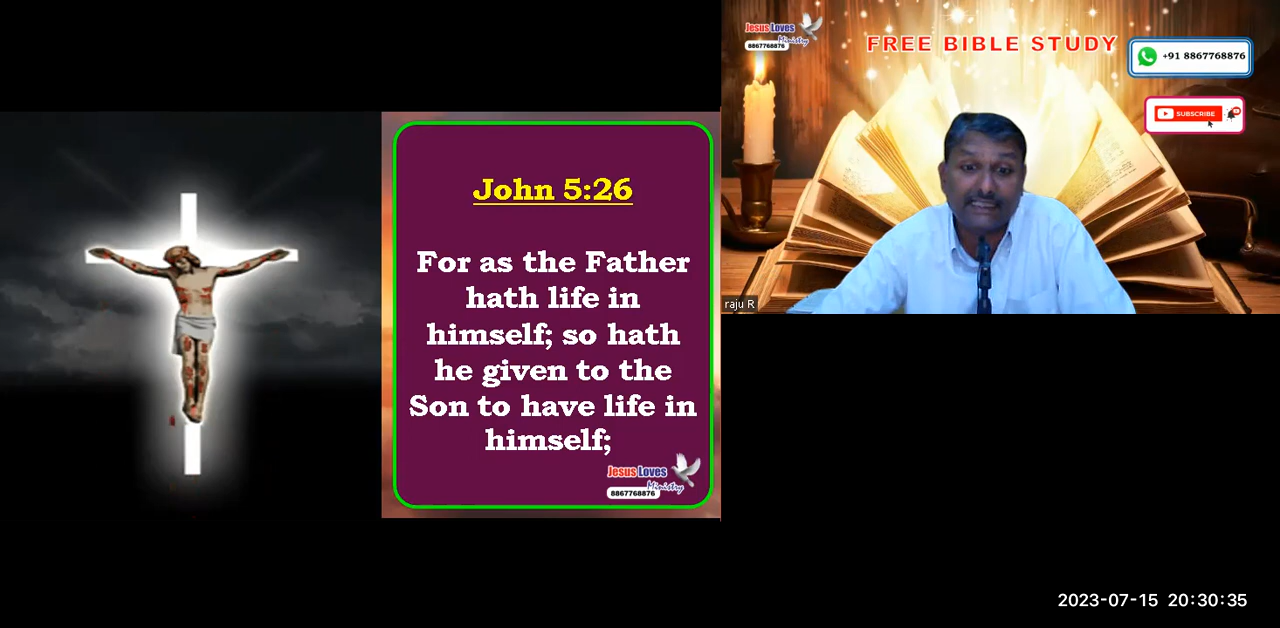 John 5:26
For as the Father
hath life in
himself; so hath
he given to the
Son to have life in
himself;
Jesus Loves
Ministry
8867768876
Jesus Loves
Ministry
8867768876
FREE BIBLE STUDY
+91 8867768876
SUBSCRIBE
raju R
2023-07-15 20:30:35